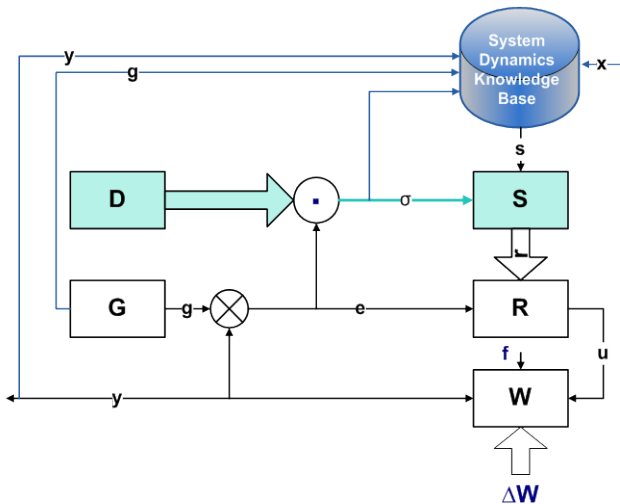 System
Dynamics
Knowledge
Base
y
g
x
s
D
.
σ
S
r
G
g
e
R
f
u
y
W
ΔW